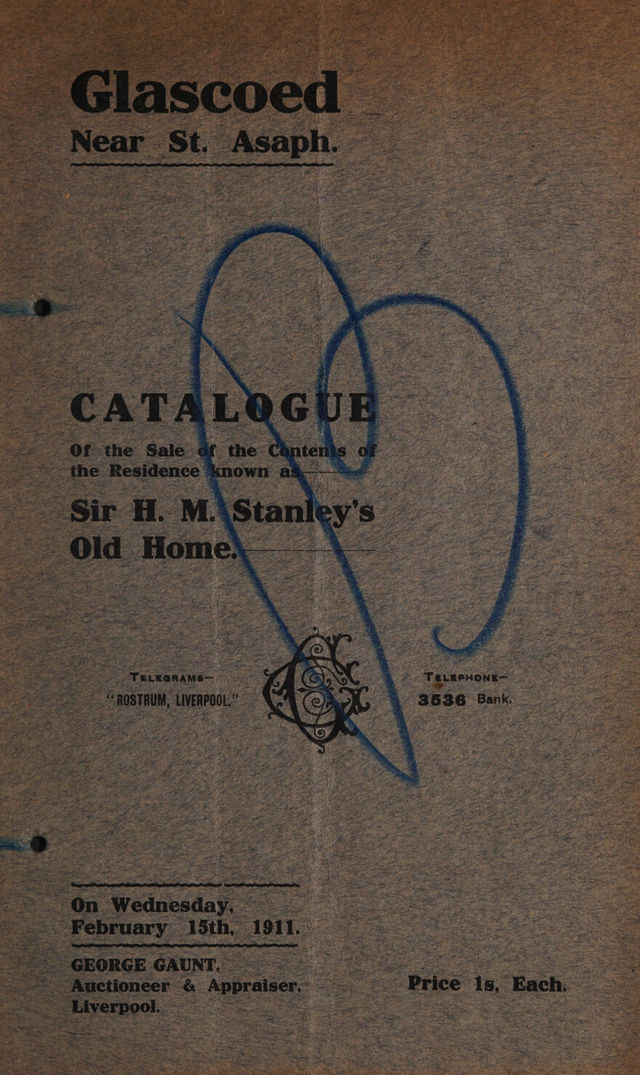 Glascoed
Near St. Asaph.
CATALOGUE
Of the Sale of the Contents of
the Residence known as
Sir H. M. Stanley's
Old Home.
TELEGRAMS—
"ROSTRUM, LIVERPOOL."
TELEPHONE—
3536 Bank.
On Wednesday,
February 15th, 1911.
GEORGE GAUNT,
Auctioneer & Appraiser,
Liverpool.
Price 1s, Each.